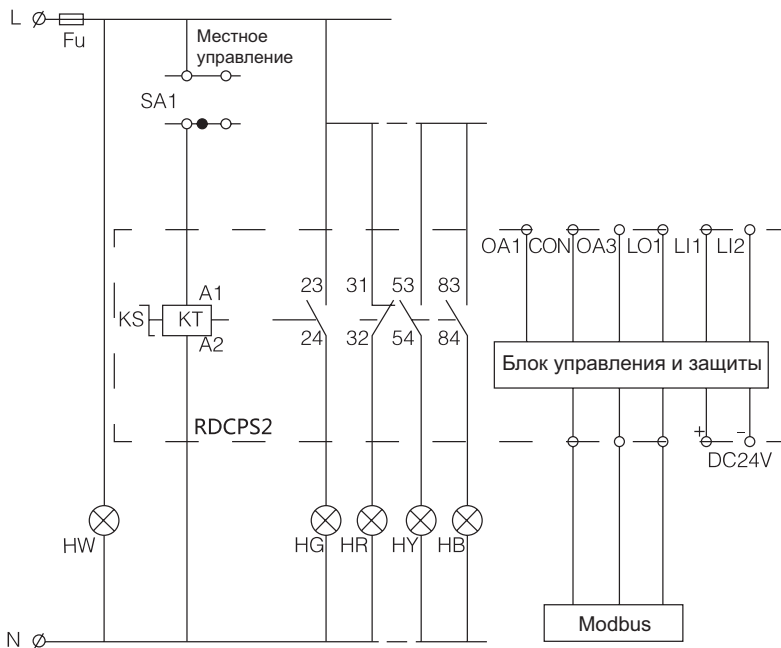 L
Fu
Местное
управление
SA1
OA1 CON OA3 LO1 LI1 LI2
23 31 53 83
A1
KS KT
A2
24 32 54 84
Блок управления и защиты
RDCPS2
+ –
DC24V
HW HG HR HY HB
Modbus
N